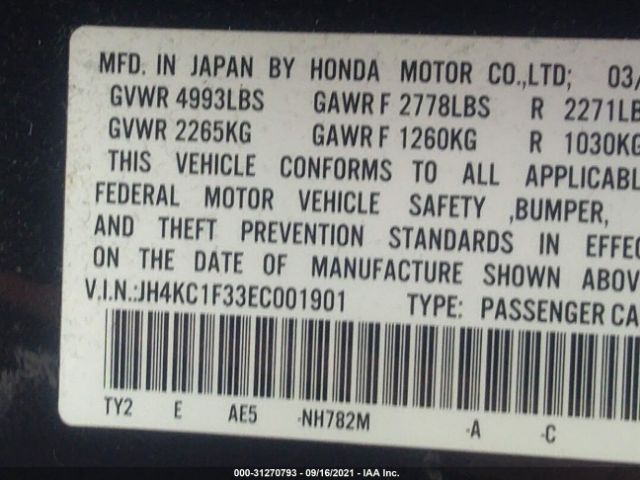 MFD. IN JAPAN BY HONDA MOTOR CO.,LTD; 03/
GVWR 4993LBS GAWR F 2778LBS R 2271LB
GVWR 2265KG GAWR F 1260KG R 1030KG
THIS VEHICLE CONFORMS TO ALL APPLICABL
FEDERAL MOTOR VEHICLE SAFETY ,BUMPER,
AND THEFT PREVENTION STANDARDS IN EFFEC
ON THE DATE OF MANUFACTURE SHOWN ABOV
V.I.N.:JH4KC1F33EC001901 TYPE: PASSENGER CA
TY2 E AE5 -NH782M -A -C
000-31270793 - 09/16/2021 - IAA Inc.